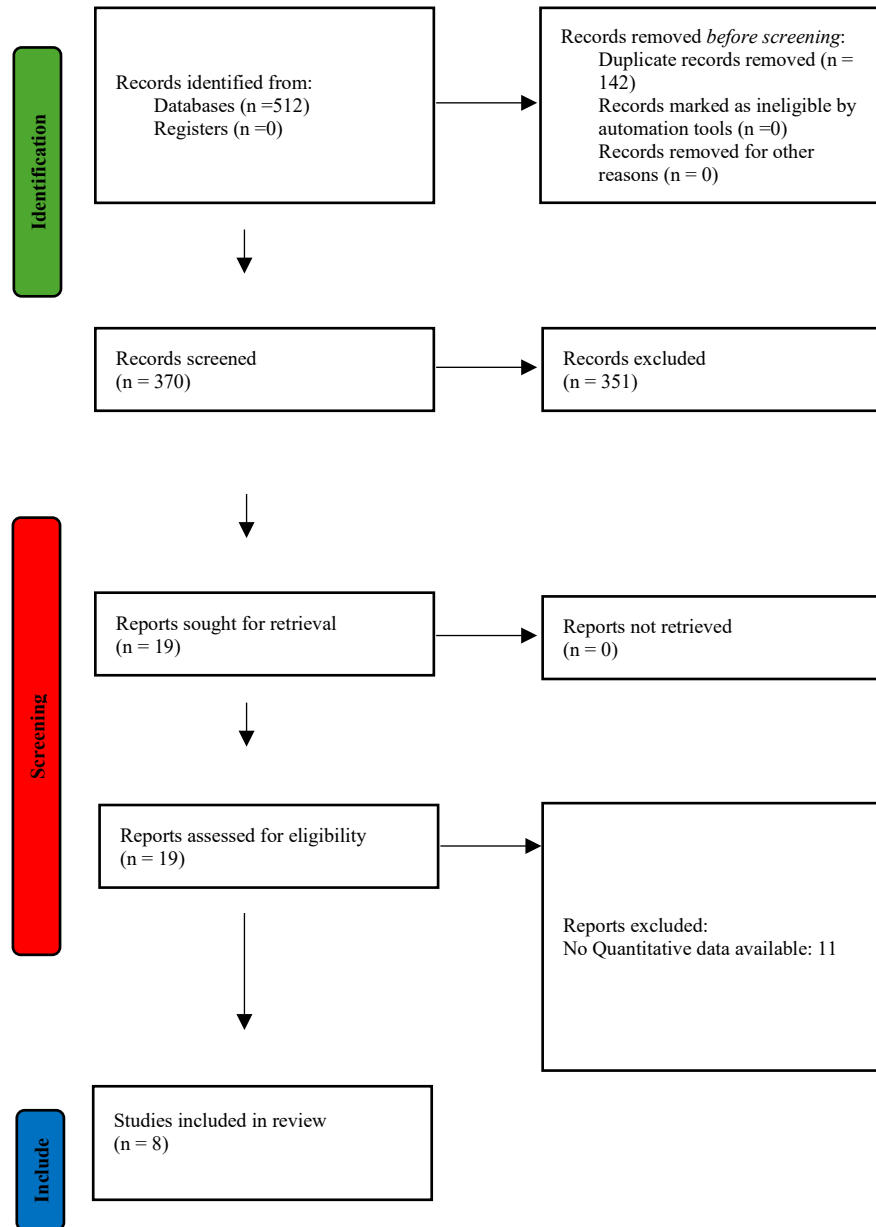 Identification
Records identified from:
Databases (n =512)
Registers (n =0)
Records removed before screening:
Duplicate records removed (n =
142)
Records marked as ineligible by
automation tools (n =0)
Records removed for other
reasons (n = 0)
Records screened
(n = 370)
Records excluded
(n = 351)
Screening
Reports sought for retrieval
(n = 19)
Reports not retrieved
(n = 0)
Reports assessed for eligibility
(n = 19)
Reports excluded:
No Quantitative data available: 11
Include
Studies included in review
(n = 8)